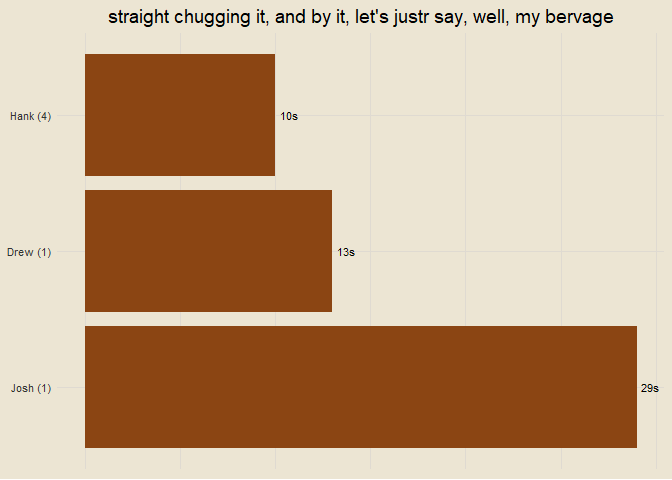 straight chugging it, and by it, let's justr say, well, my bervage
Hank (4)
10s
Drew (1)
13s
Josh (1)
29s